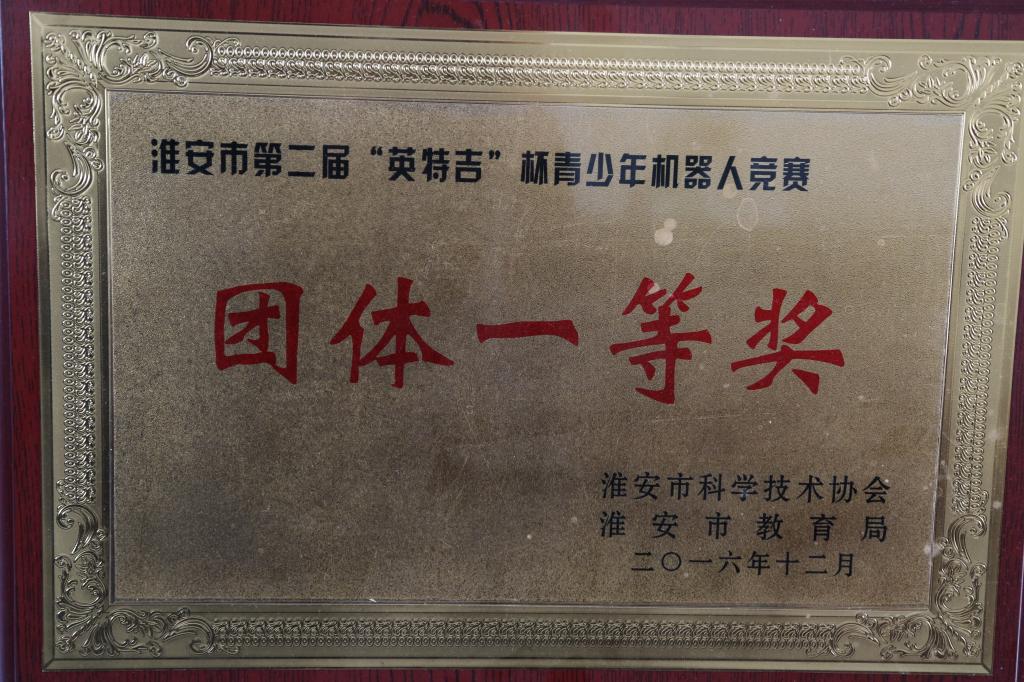 淮安市第二届“英特吉”杯青少年机器人竞赛
团体一等奖
淮安市科学技术协会
淮安市教育局
二〇一六年十二月